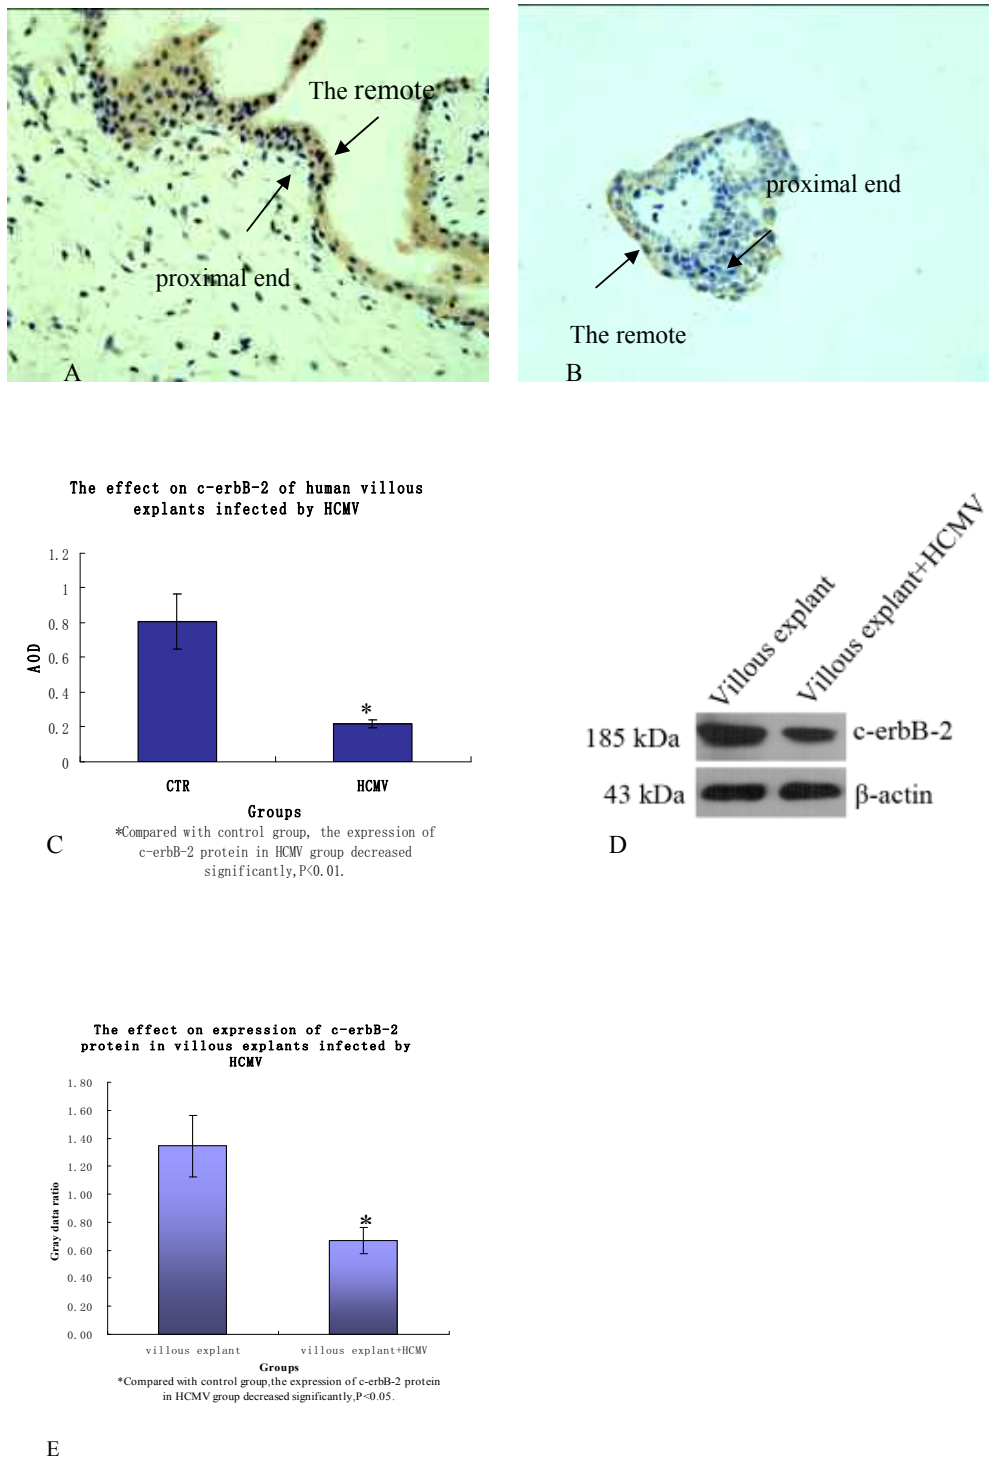 The remote
proximal end
A
proximal end
The remote
B
The effect on c-erbB-2 of human villous
explants infected by HCMV
1.2
1
0.8
0.6
0.4
0.2
0
AOD
CTR
HCMV
*
Groups
*Compared with control group, the expression of
c-erbB-2 protein in HCMV group decreased
significantly,P<0.01.
C
Villous explant
Villous explant+HCMV
185 kDa
c-erbB-2
43 kDa
β-actin
D
The effect on expression of c-erbB-2
protein in villous explants infected by
HCMV
1.80
1.60
1.40
1.20
1.00
0.80
0.60
0.40
0.20
0.00
Gray data ratio
*
villous explant
villous explant+HCMV
Groups
*Compared with control group,the expression of c-erbB-2 protein
in HCMV group decreased significantly,P<0.05.
E